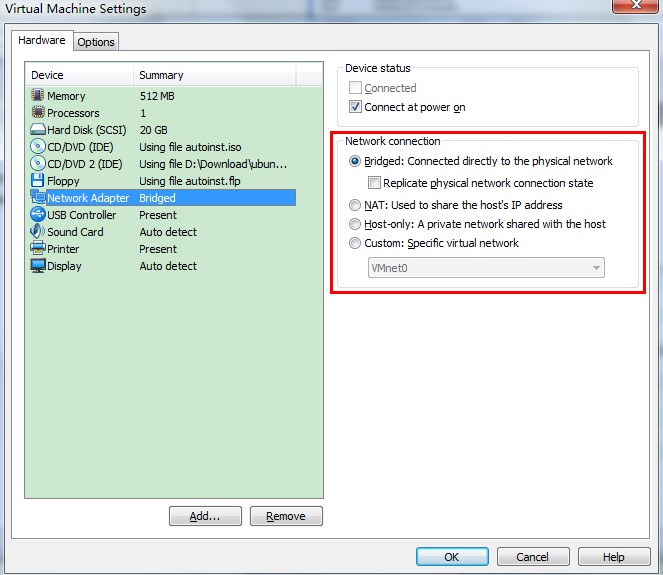 Virtual Machine Settings
Hardware
Options
Device Summary
Memory 512 MB
Processors 1
Hard Disk (SCSI) 20 GB
CD/DVD (IDE) Using file autoinst.iso
CD/DVD 2 (IDE) Using file D:\Download\ubun...
Floppy Using file autoinst.flp
Network Adapter Bridged
USB Controller Present
Sound Card Auto detect
Printer Present
Display Auto detect
Add...
Remove
Device status
Connected
Connect at power on
Network connection
Bridged: Connected directly to the physical network
Replicate physical network connection state
NAT: Used to share the host's IP address
Host-only: A private network shared with the host
Custom: Specific virtual network
VMnet0
OK
Cancel
Help